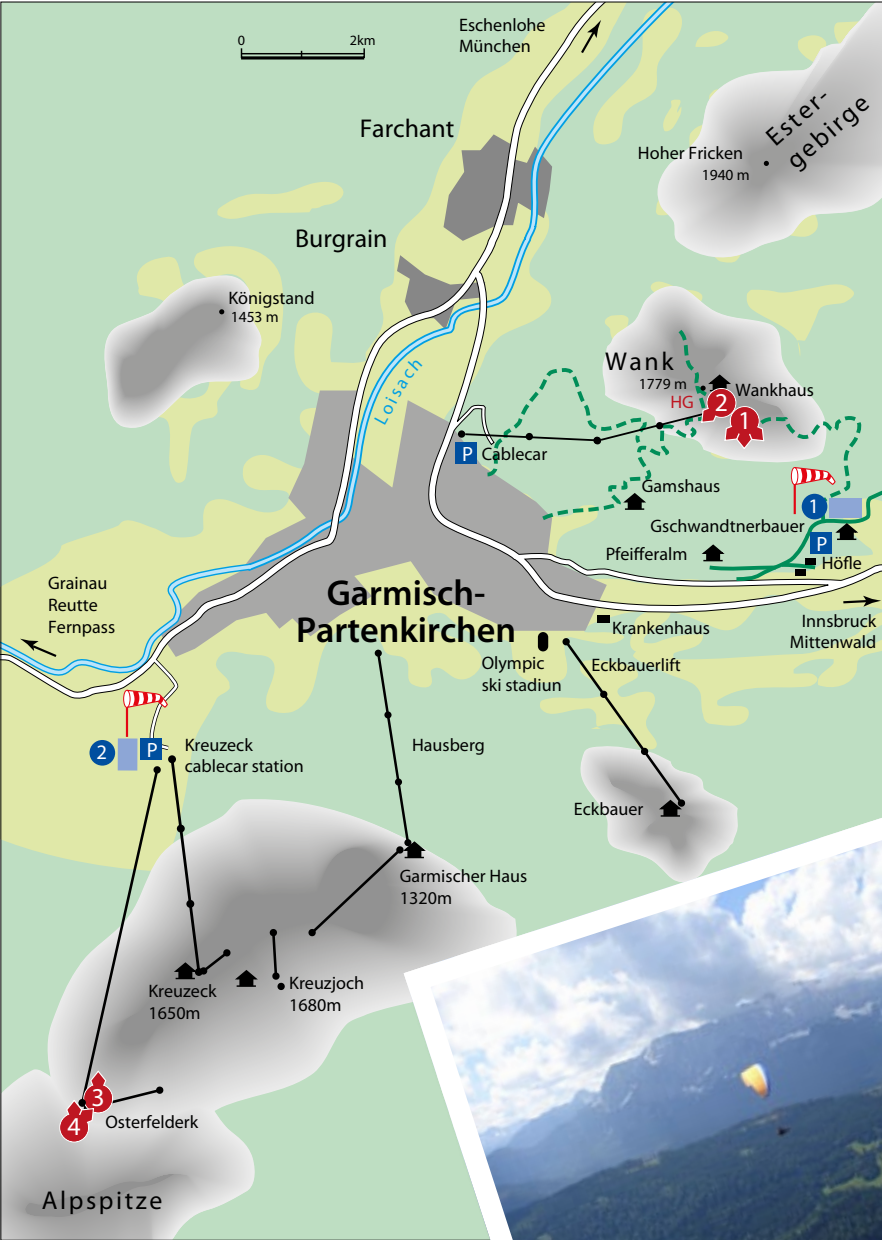 Eschenlohe
München
0 2km
Farchant
Ester-
gebirge
Hoher Fricken
1940 m
Burgrain
Königstand
1453 m
Loisach
Wank
1779 m
Wankhaus
HG
2
1
P Cablecar
Gamshaus
1
Gschwandtnerbauer
P
Pfeifferalm
Höfle
Grainau
Reutte
Fernpass
Garmisch-
Partenkirchen
Krankenhaus
Innsbruck
Mittenwald
Olympic
ski stadiun
Eckbauerlift
2 P
Kreuzeck
cablecar station
Hausberg
Eckbauer
Garmischer Haus
1320m
Kreuzeck
1650m
Kreuzjoch
1680m
3
4
Osterfelderk
Alpspitze